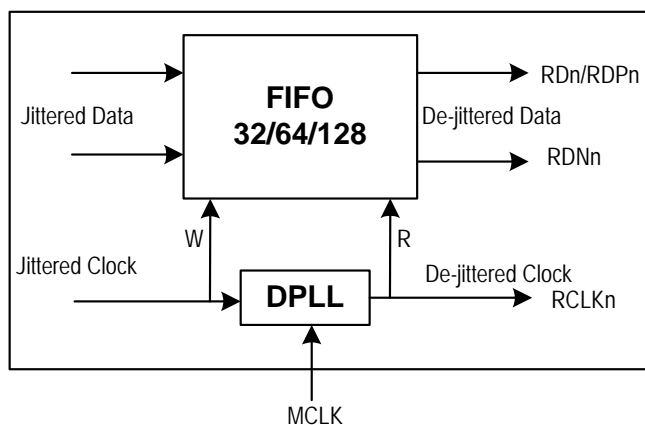 RDn/RDPn
FIFO
32/64/128
Jittered Data
De-jittered Data
RDNn
W
R
Jittered Clock
De-jittered Clock
DPLL
RCLKn
MCLK